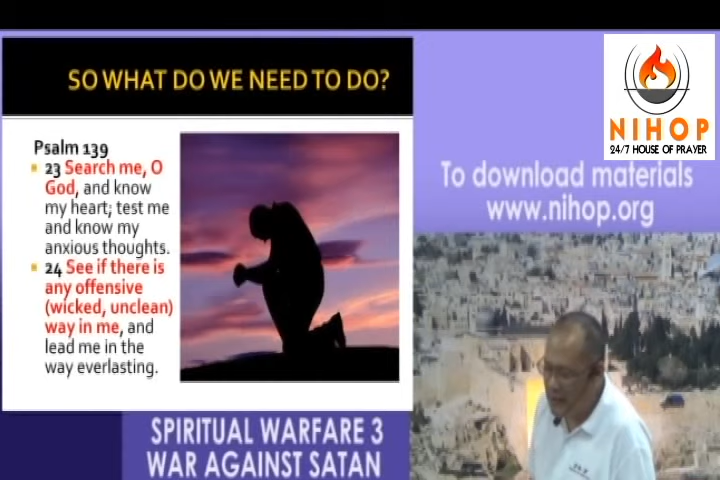 SO WHAT DO WE NEED TO DO?
Psalm 139
23 Search me, O
God, and know
my heart; test me
and know my
anxious thoughts.
24 See if there is
any offensive
(wicked, unclean)
way in me, and
lead me in the
way everlasting.
NIHOP
24/7 HOUSE OF PRAYER
To download materials
www.nihop.org
SPIRITUAL WARFARE 3
WAR AGAINST SATAN